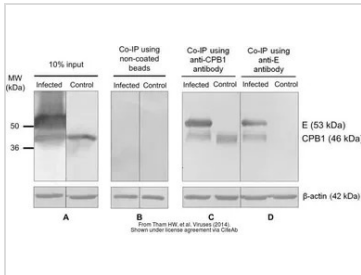 MW
(kDa)
10% input
Co-IP using
non-coated
beads
Co-IP using
anti-CPB1
antibody
Co-IP using
anti-E
antibody
Infected Control
Infected Control
Infected Control
Infected Control
50
36
E (53 kDa)
CPB1 (46 kDa)
β-actin (42 kDa)
A
B
C
D
From Tham HW, et al. Viruses (2014).
Shown under license agreement via CiteAb